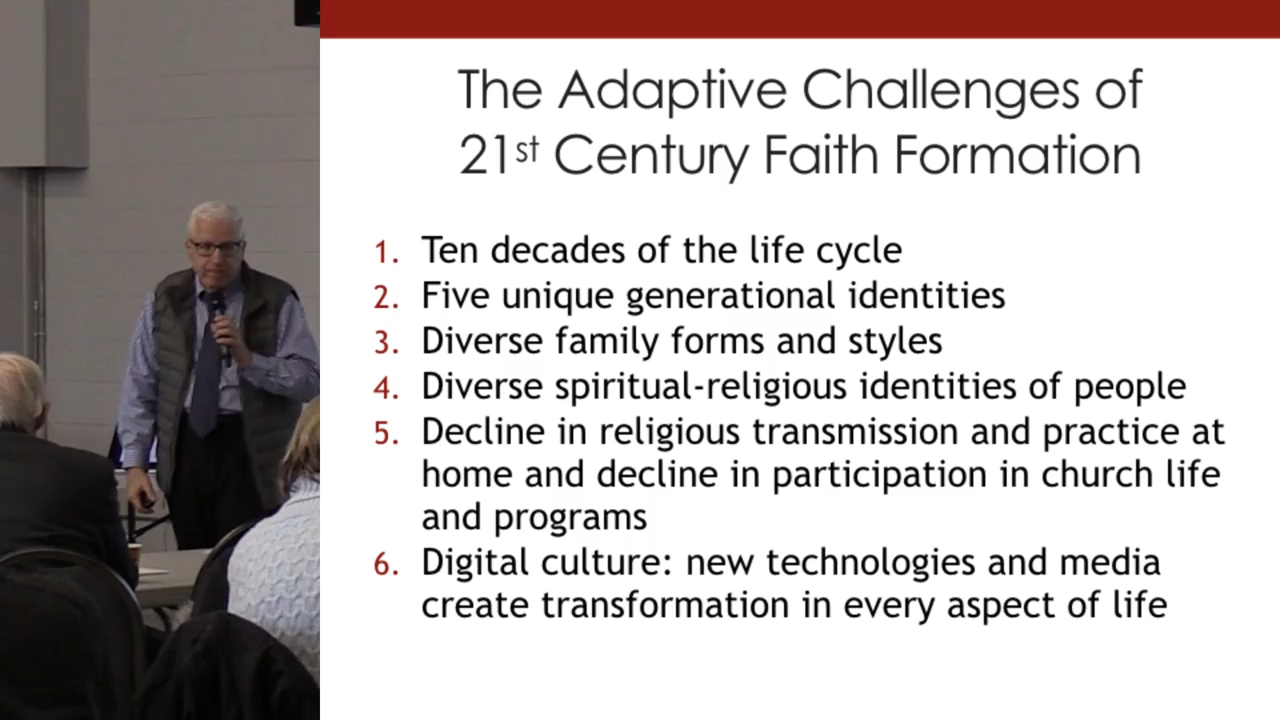 The Adaptive Challenges of
21st Century Faith Formation
1. Ten decades of the life cycle
2. Five unique generational identities
3. Diverse family forms and styles
4. Diverse spiritual-religious identities of people
5. Decline in religious transmission and practice at
home and decline in participation in church life
and programs
6. Digital culture: new technologies and media
create transformation in every aspect of life